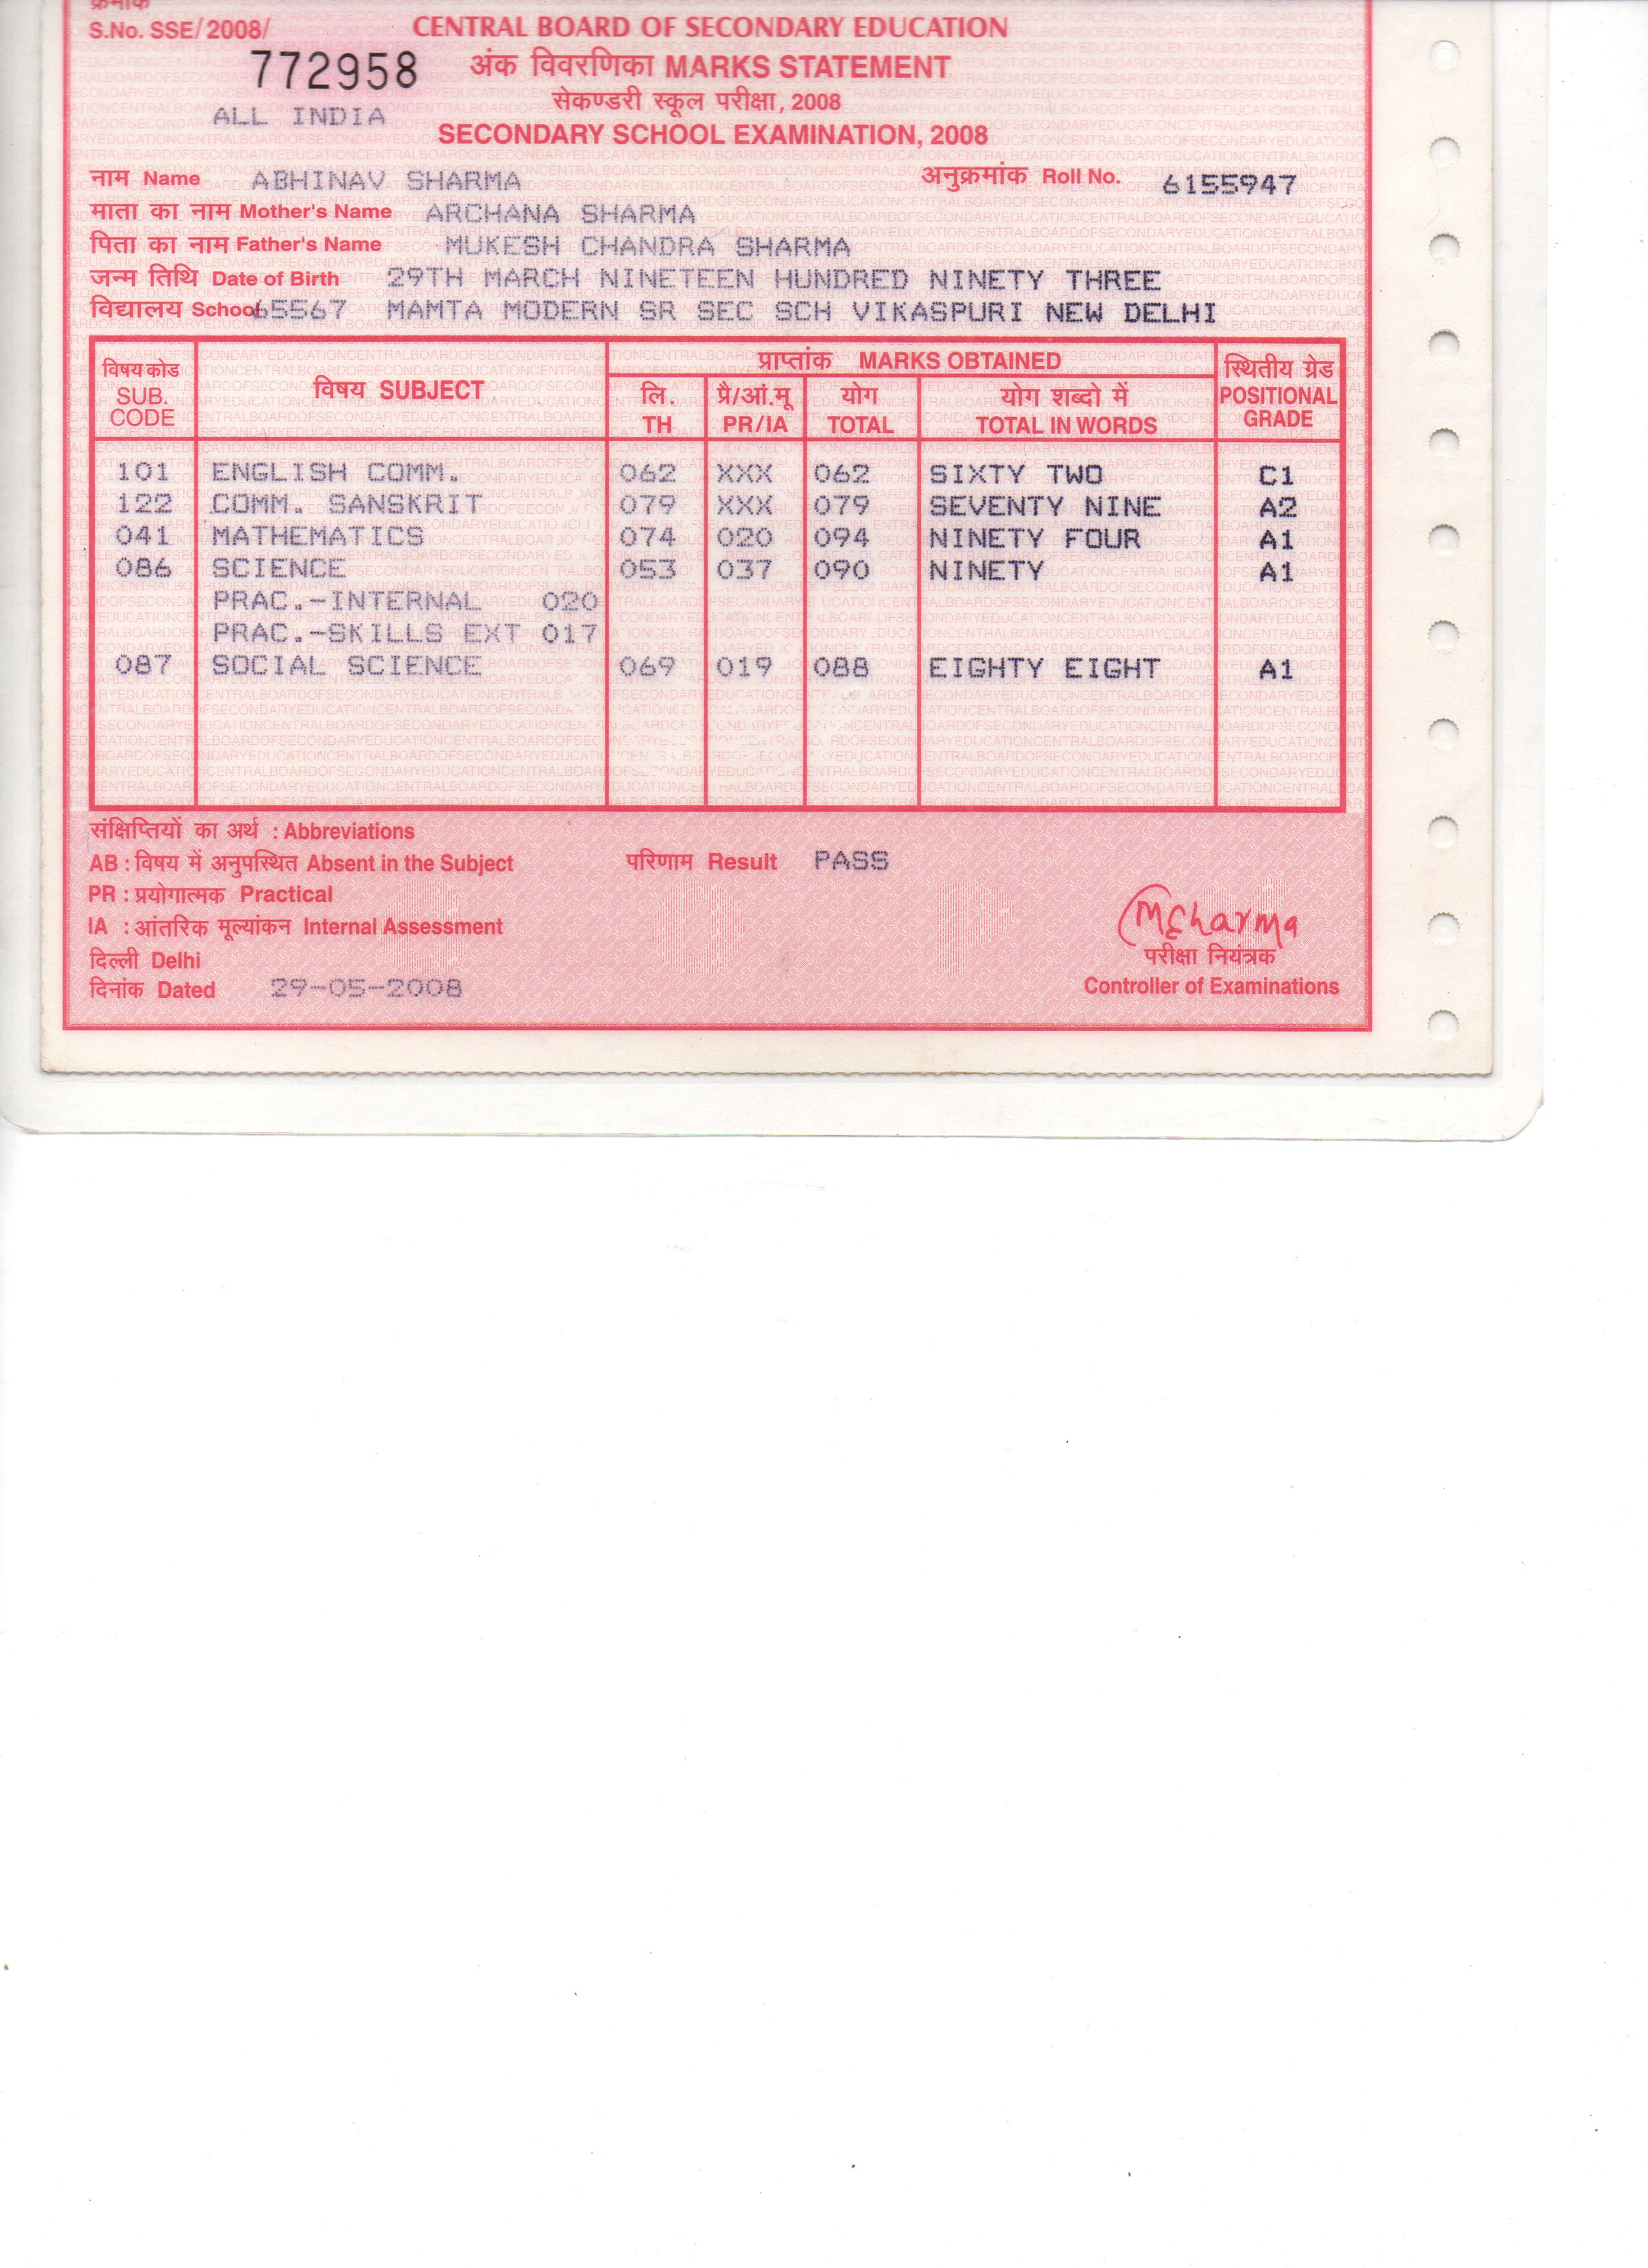 क्रमांक
S.No. SSE/ 2008/
CENTRAL BOARD OF SECONDARY EDUCATION
772958
अंक विवरणिका MARKS STATEMENT
ALL INDIA
सेकण्डरी स्कूल परीक्षा, 2008
SECONDARY SCHOOL EXAMINATION, 2008
नाम Name ABHINAV SHARMA अनुक्रमांक Roll No. 6155947
माता का नाम Mother's Name ARCHANA SHARMA
पिता का नाम Father's Name MUKESH CHANDRA SHARMA
जन्म तिथि Date of Birth 29TH MARCH NINETEEN HUNDRED NINETY THREE
विद्यालय School 65567 MAMTA MODERN SR SEC SCH VIKASPURI NEW DELHI
विषय कोड SUB. CODE
विषय SUBJECT
प्राप्तांक MARKS OBTAINED
लि. TH
प्रै/आं.मू PR/IA
योग TOTAL
योग शब्दो में TOTAL IN WORDS
स्थितीय ग्रेड POSITIONAL GRADE
101 ENGLISH COMM. 062 XXX 062 SIXTY TWO C1
122 COMM. SANSKRIT 079 XXX 079 SEVENTY NINE A2
041 MATHEMATICS 074 020 094 NINETY FOUR A1
086 SCIENCE 053 037 090 NINETY A1
PRAC.-INTERNAL 020
PRAC.-SKILLS EXT 017
087 SOCIAL SCIENCE 069 019 088 EIGHTY EIGHT A1
संक्षिप्तियों का अर्थ : Abbreviations
AB : विषय में अनुपस्थित Absent in the Subject परिणाम Result PASS
PR : प्रयोगात्मक Practical
IA : आंतरिक मूल्यांकन Internal Assessment
दिल्ली Delhi
परीक्षा नियंत्रक
दिनांक Dated 29-05-2008
Controller of Examinations